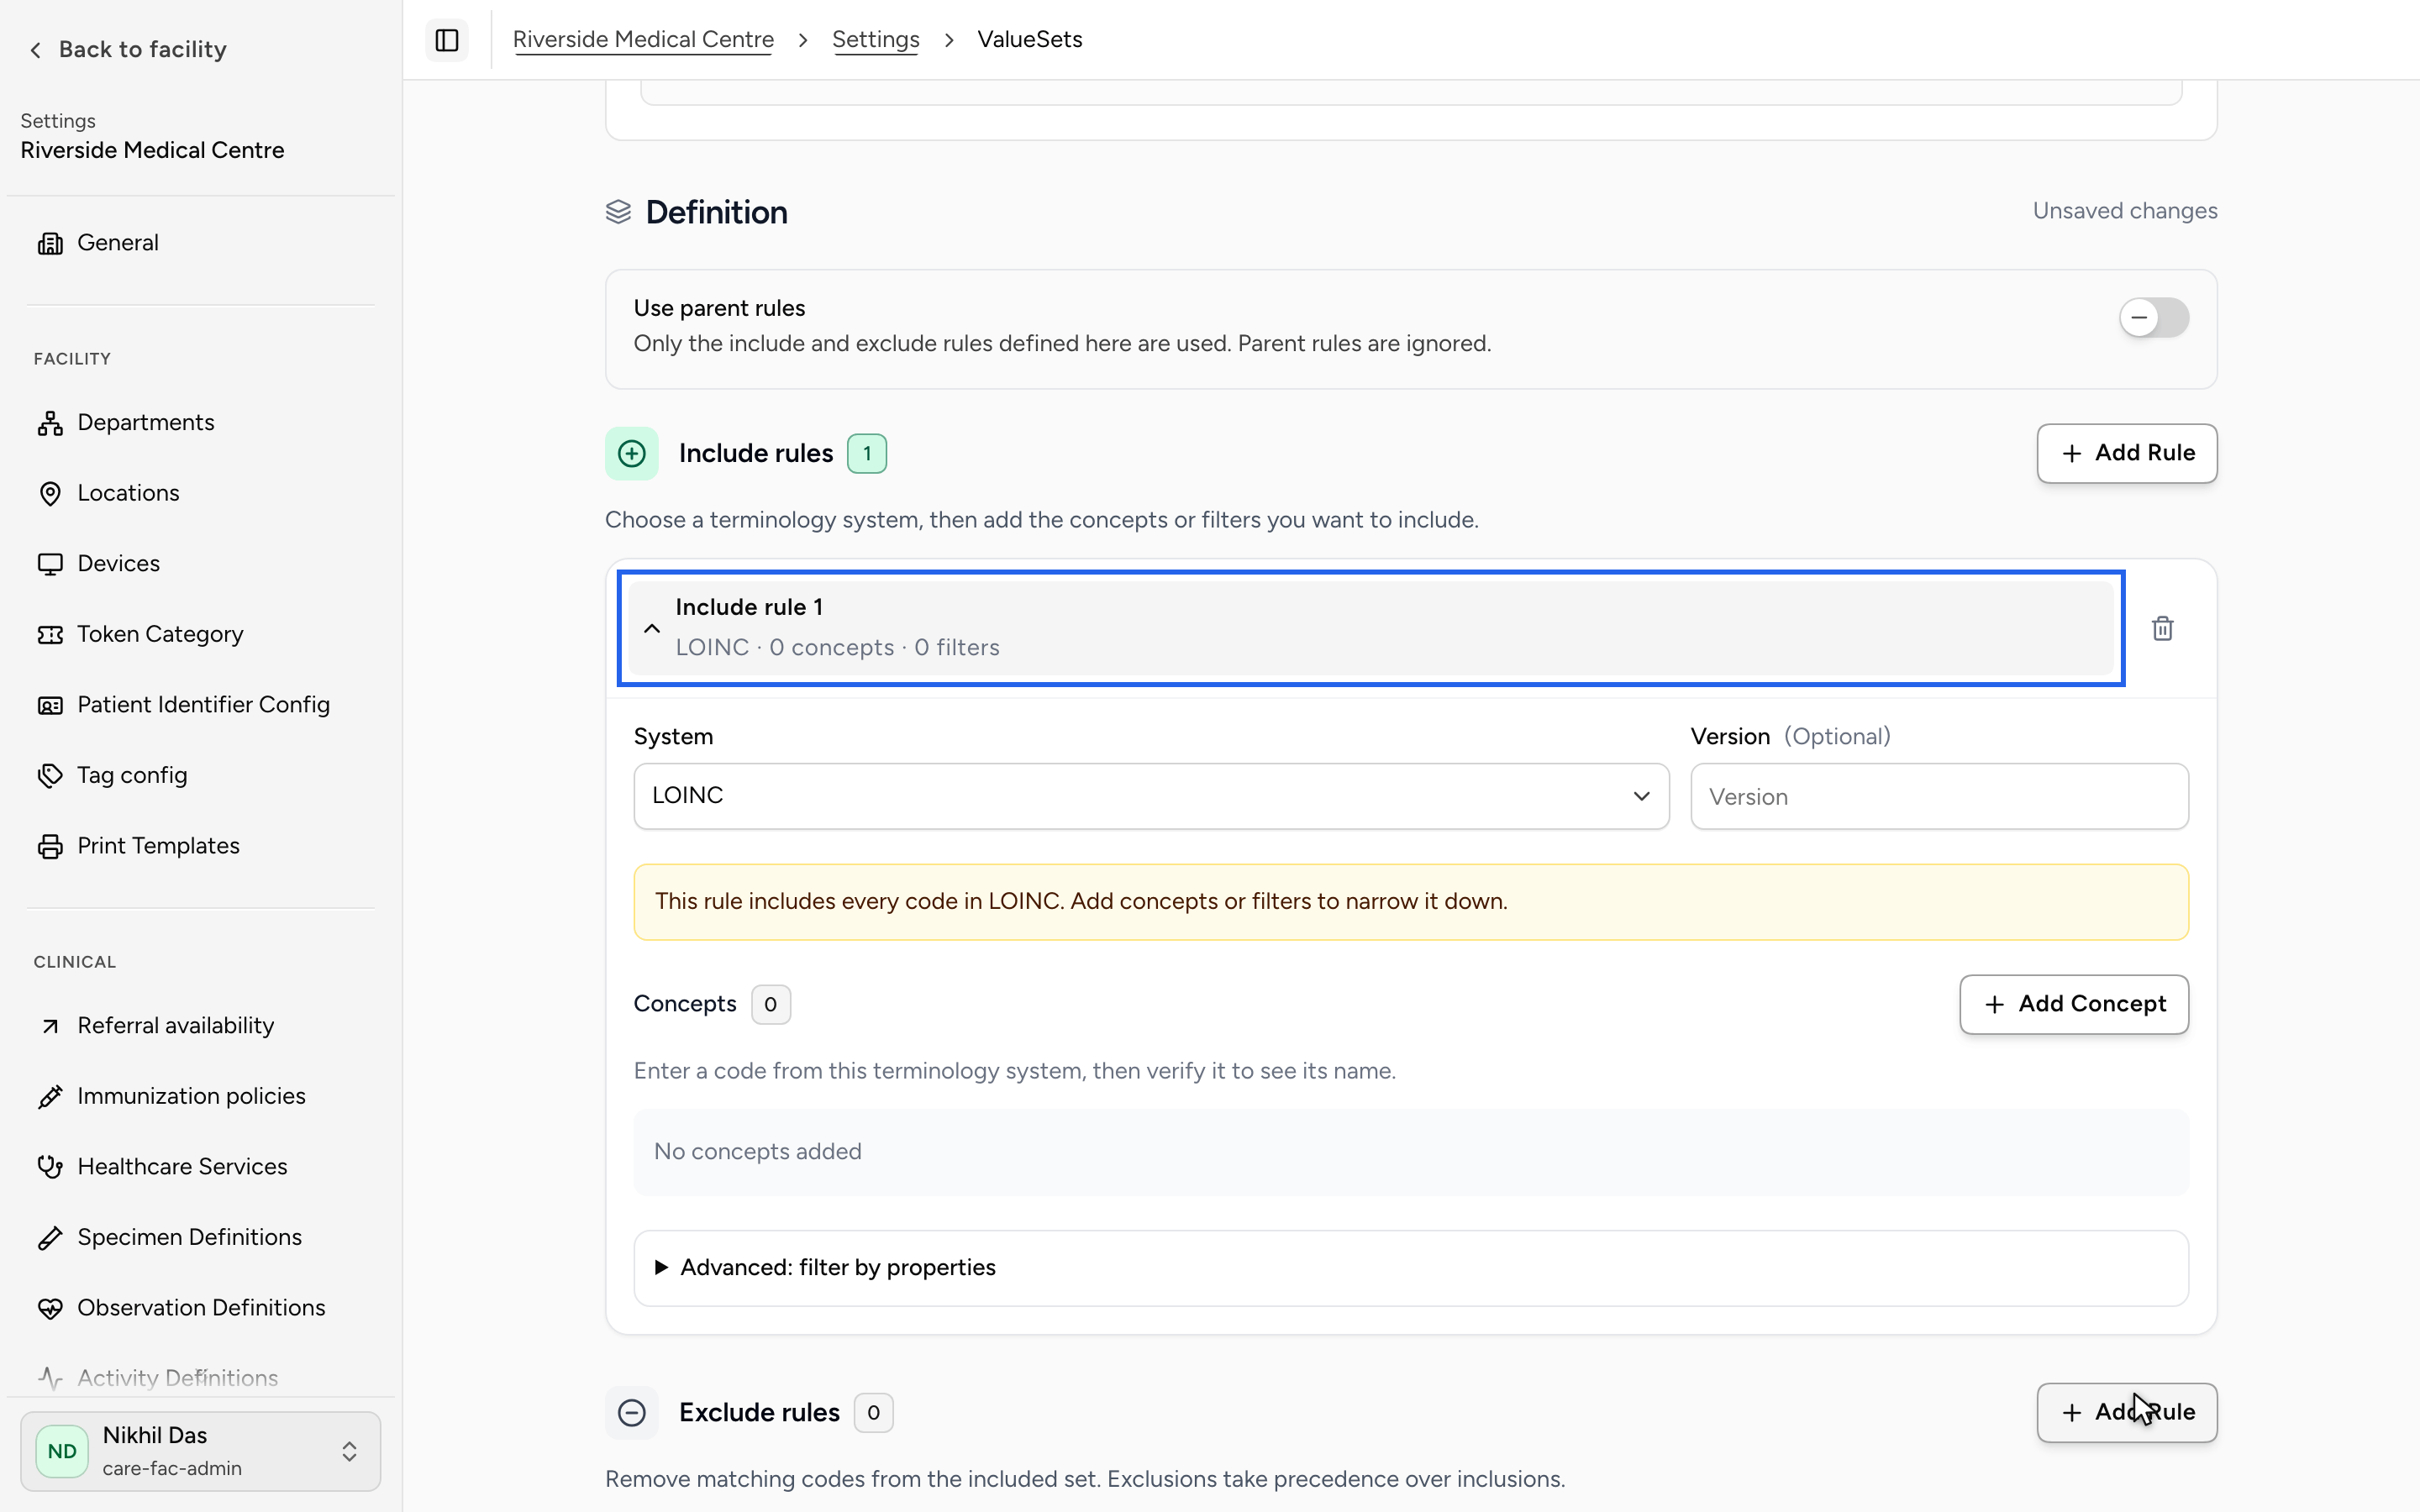 Back to facility
Settings
Riverside Medical Centre
General
FACILITY
Departments
Locations
Devices
Token Category
Patient Identifier Config
Tag config
Print Templates
CLINICAL
Referral availability
Immunization policies
Healthcare Services
Specimen Definitions
Observation Definitions
Activity Definitions
ND
Nikhil Das
care-fac-admin
Riverside Medical Centre > Settings > ValueSets
Definition
Unsaved changes
Use parent rules
Only the include and exclude rules defined here are used. Parent rules are ignored.
Include rules 1
Add Rule
Choose a terminology system, then add the concepts or filters you want to include.
Include rule 1
LOINC · 0 concepts · 0 filters
System
Version (Optional)
LOINC
Version
This rule includes every code in LOINC. Add concepts or filters to narrow it down.
Concepts 0
Add Concept
Enter a code from this terminology system, then verify it to see its name.
No concepts added
Advanced: filter by properties
Exclude rules 0
Add Rule
Remove matching codes from the included set. Exclusions take precedence over inclusions.